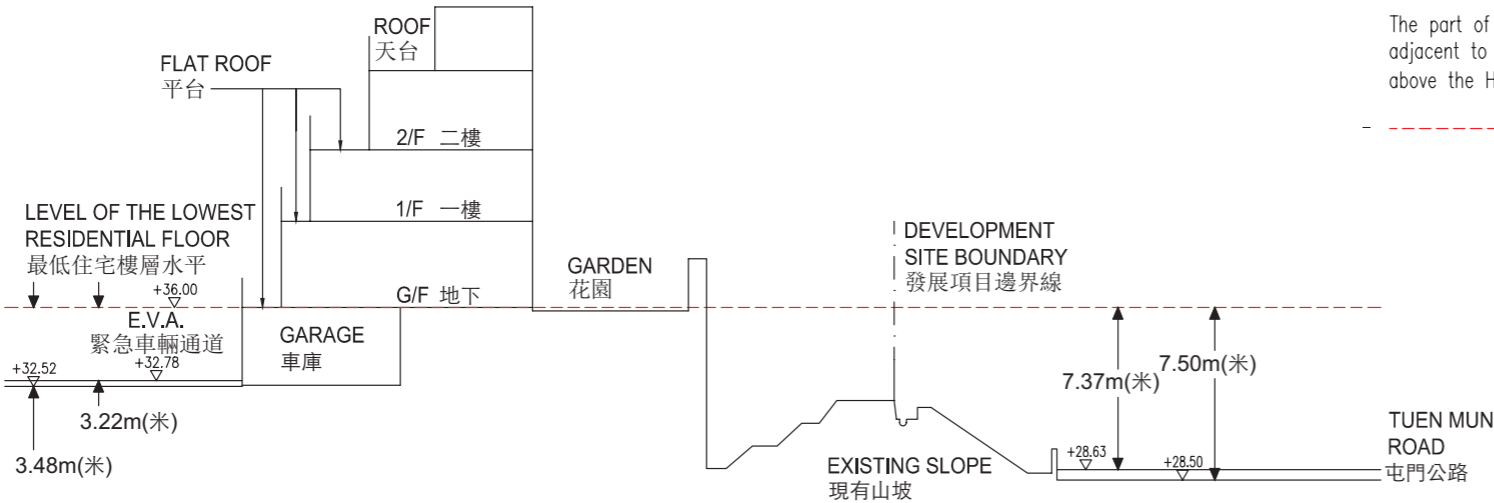 ROOF
天台
The part of
adjacent to
above the H
FLAT ROOF
平台
2/F 二樓
1/F 一樓
LEVEL OF THE LOWEST
RESIDENTIAL FLOOR
最低住宅樓層水平
DEVELOPMENT
SITE BOUNDARY
發展項目邊界線
GARDEN
花園
+36.00
G/F 地下
E.V.A.
緊急車輛通道
GARAGE
車庫
+32.52
+32.78
7.37m(米)
7.50m(米)
3.22m(米)
3.48m(米)
TUEN MUN
ROAD
屯門公路
+28.63
+28.50
EXISTING SLOPE
現有山坡